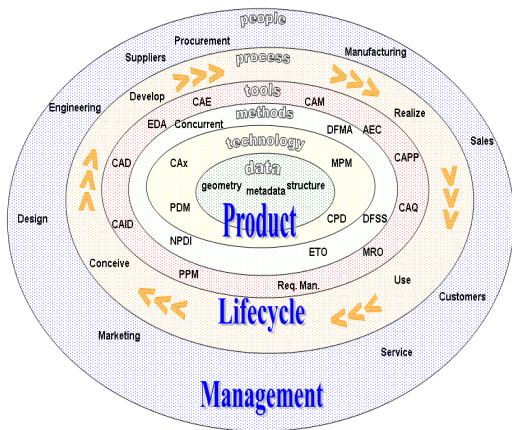 people
Procurement
Suppliers
Manufacturing
process
Engineering
Develop
tools
Realize
CAE
CAM
methods
EDA
Concurrent
DFMA
AEC
Sales
technology
CAD
CAx
MPM
CAPP
data
geometry
metadata
structure
Design
PDM
Product
CPD
DFSS
CAQ
CAID
NPDI
ETO
MRO
Conceive
PPM
Req. Man.
Use
Customers
Lifecycle
Marketing
Service
Management